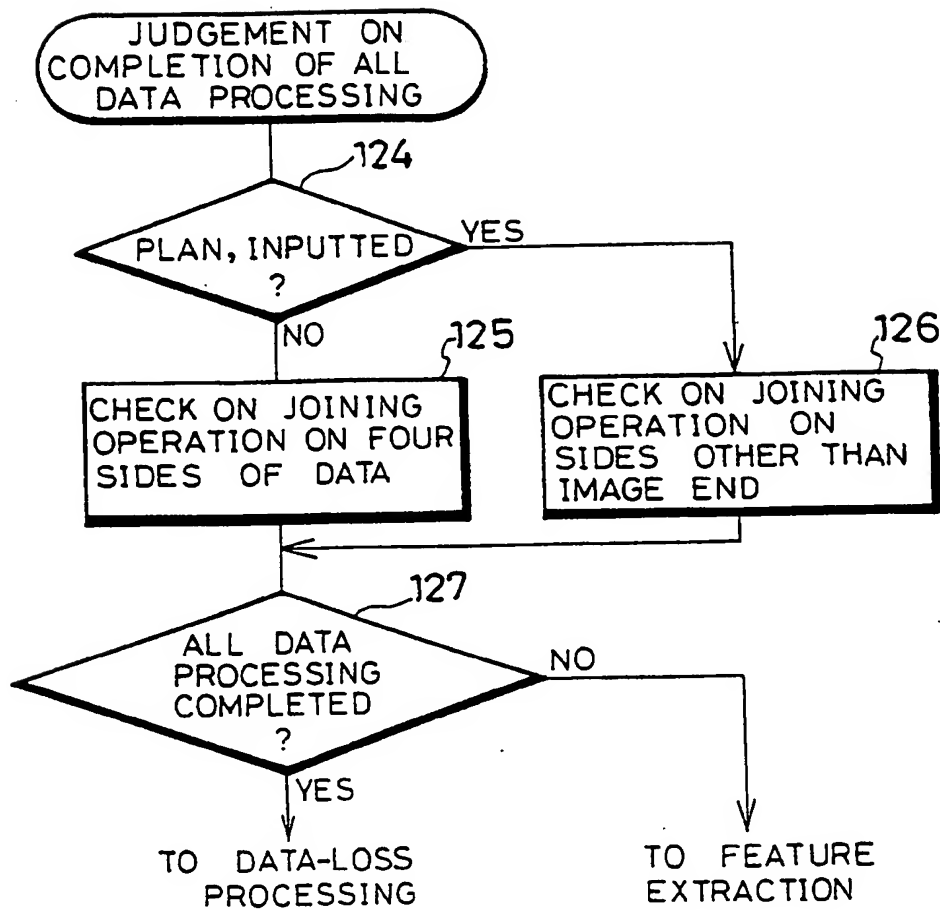 JUDGEMENT ON
COMPLETION OF ALL
DATA PROCESSING
124
PLAN, INPUTTED
?
YES
NO
125
CHECK ON JOINING
OPERATION ON FOUR
SIDES OF DATA
126
CHECK ON JOINING
OPERATION ON
SIDES OTHER THAN
IMAGE END
127
ALL DATA
PROCESSING
COMPLETED
?
NO
YES
TO DATA-LOSS
PROCESSING
TO FEATURE
EXTRACTION